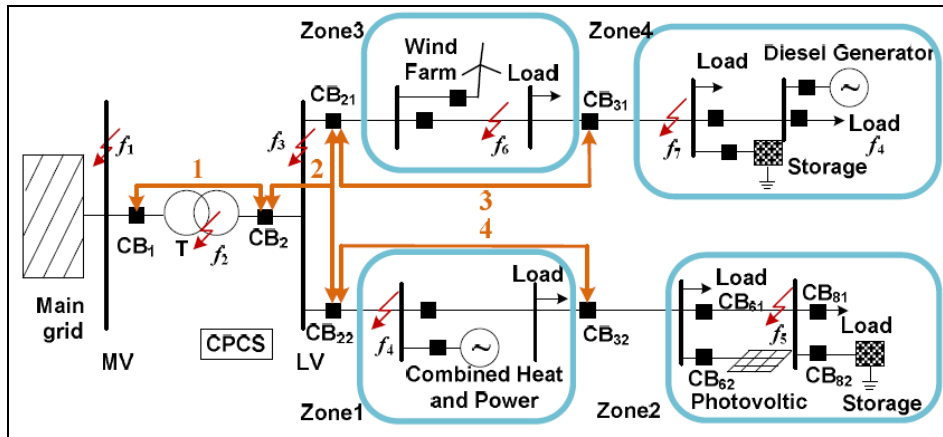 Zone3
Zone4
Wind
Farm
Load
Load
Diesel Generator
~
CB21
CB31
f1
f3
f6
f7
Load
f4
Storage
1
2
3
4
CB1
T
f2
CB2
Main
grid
MV
CPCS
LV
CB22
f4
~
Load
Combined Heat
and Power
CB32
Load
CB61
f5
CB81
Load
CB62
CB82
Photovoltic
Storage
Zone1
Zone2